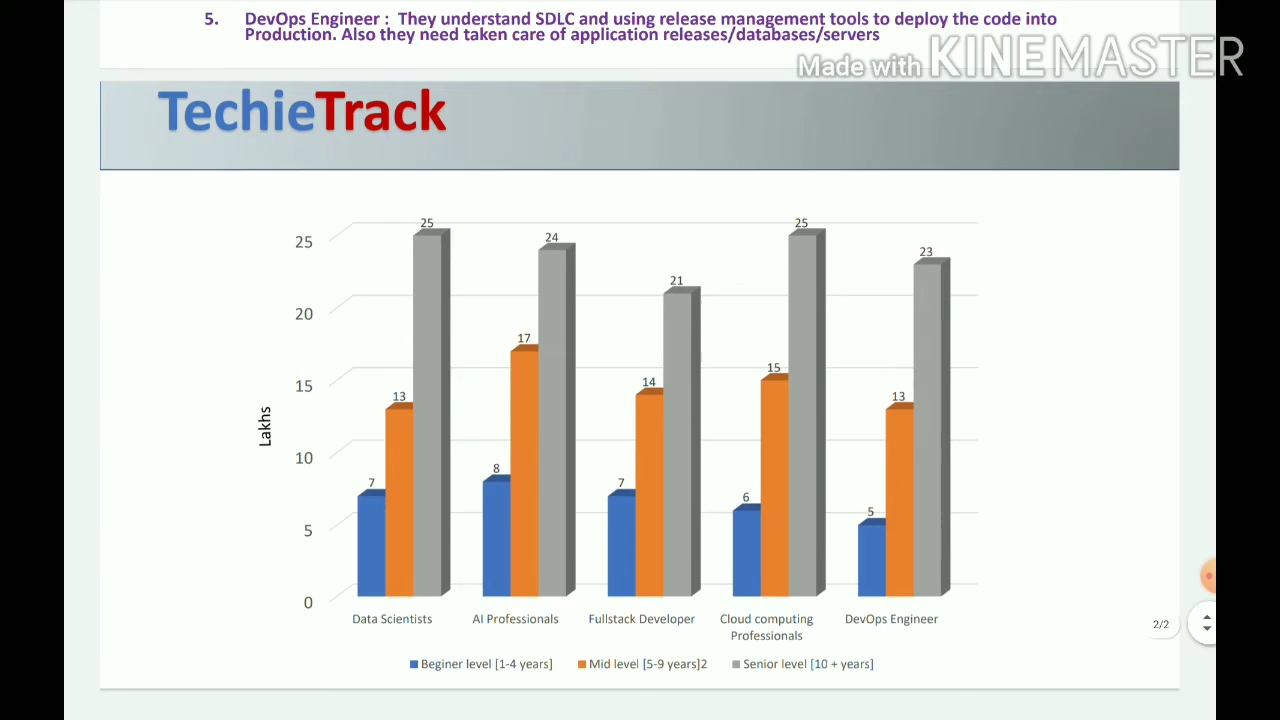 5. DevOps Engineer : They understand SDLC and using release management tools to deploy the code into
Production. Also they need taken care of application releases/databases/servers
Made with KINEMASTER
TechieTrack
25
20
15
10
5
0
Lakhs
7 13 25
8 17 24
7 14 21
6 15 25
5 13 23
Data Scientists AI Professionals Fullstack Developer Cloud computing DevOps Engineer
Professionals
2/2
Beginer level [1-4 years] Mid level [5-9 years]2 Senior level [10 + years]